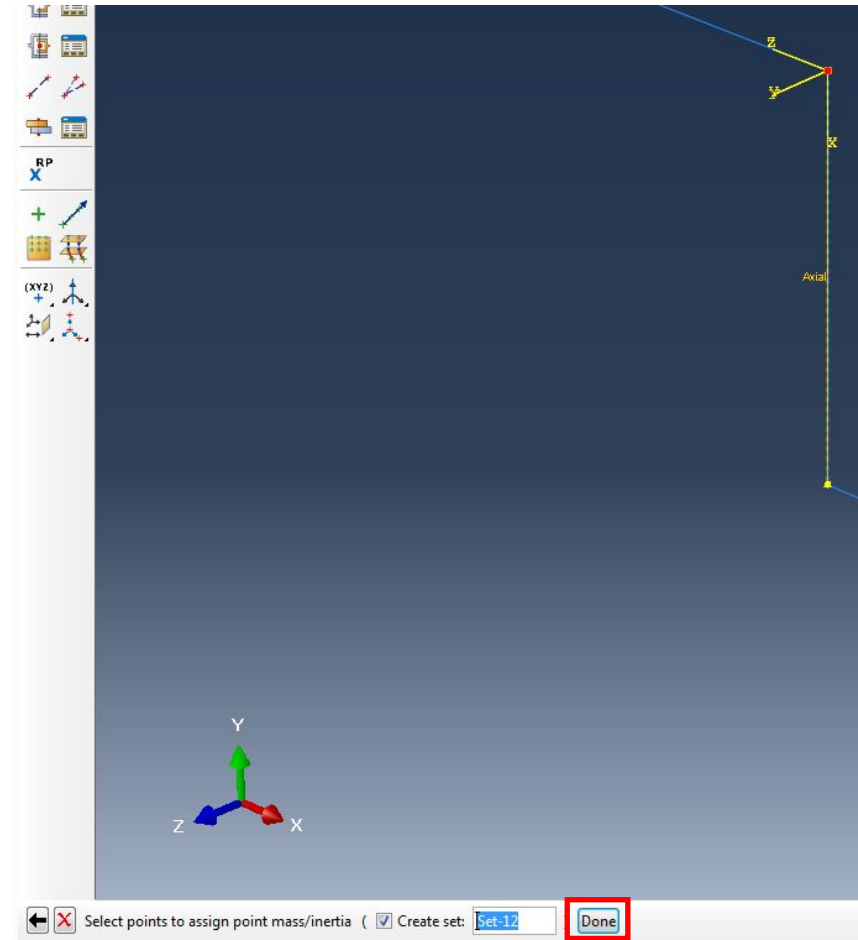 Z
Y
X
RP
X
(XYZ)
Axial
Y
Z
X
Select points to assign point mass/inertia ( Create set: Set-12 ) Done